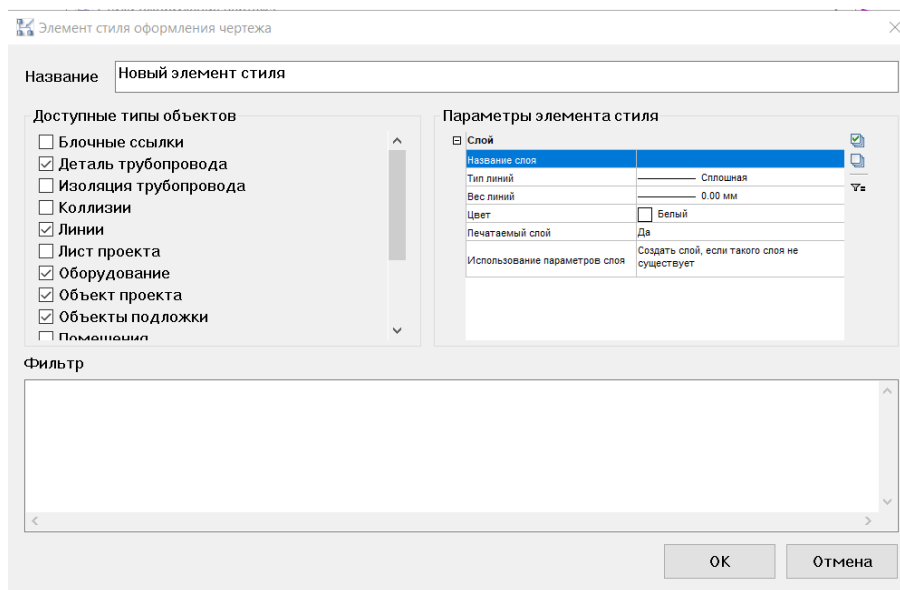 Элемент стиля оформления чертежа
Название
Новый элемент стиля
Доступные типы объектов
Блочные ссылки
Деталь трубопровода
Изоляция трубопровода
Коллизии
Линии
Лист проекта
Оборудование
Объект проекта
Объекты подложки
Помещения
Параметры элемента стиля
Слой
Название слоя
Тип линий Сплошная
Вес линий 0.00 мм
Цвет Белый
Печатаемый слой Да
Использование параметров слоя Создать слой, если такого слоя не
существует
Фильтр
ОК Отмена